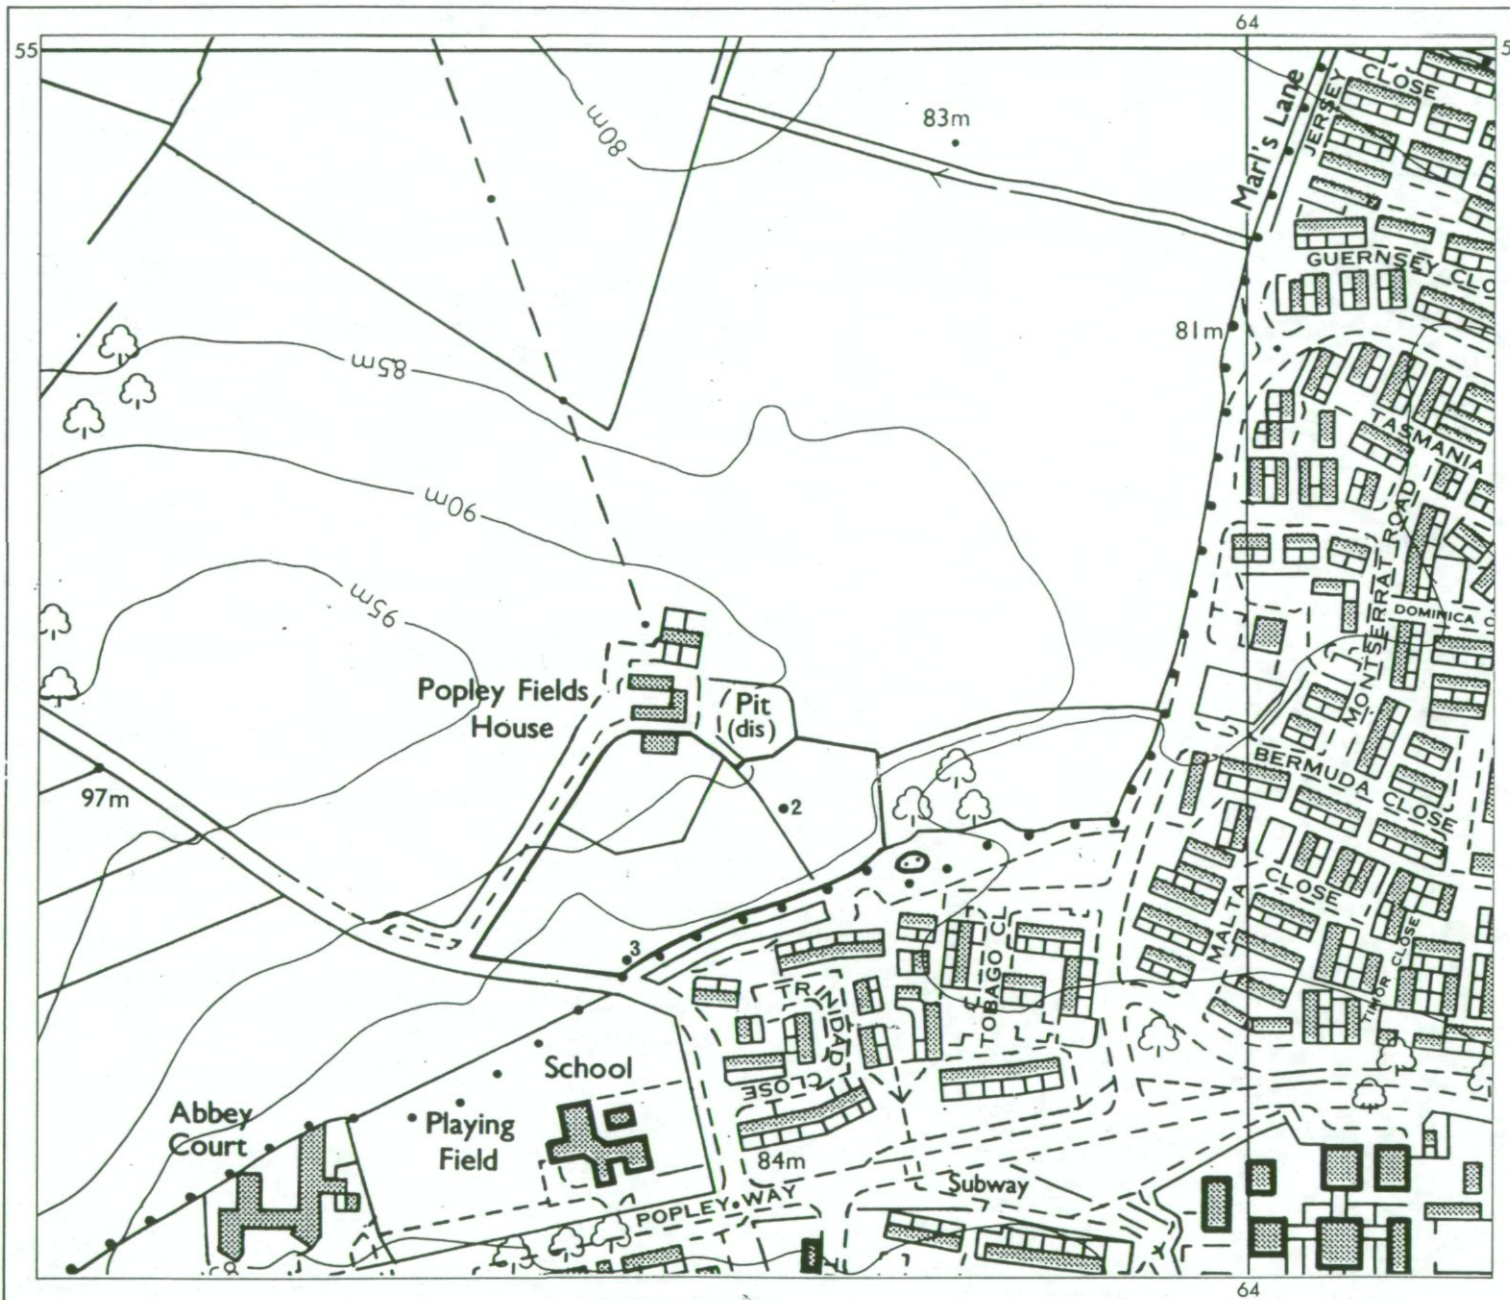 64
55
5
CLOSE
JERSEY
Marl's Lane
80m
83m
GUERNSEY CLO
81m
85m
TASMANIA
90m
MONTSERRAT ROAD
95m
DOMINICA C
Popley Fields
House
Pit
(dis)
BERMUDA CLOSE
97m
2
CLOSE
MALTA
TIMOR CLOSE
3
TOBAGO CL
TRINIDAD
CLOSE
School
Abbey
Court
Playing
Field
84m
Subway
POPLEY WAY
64